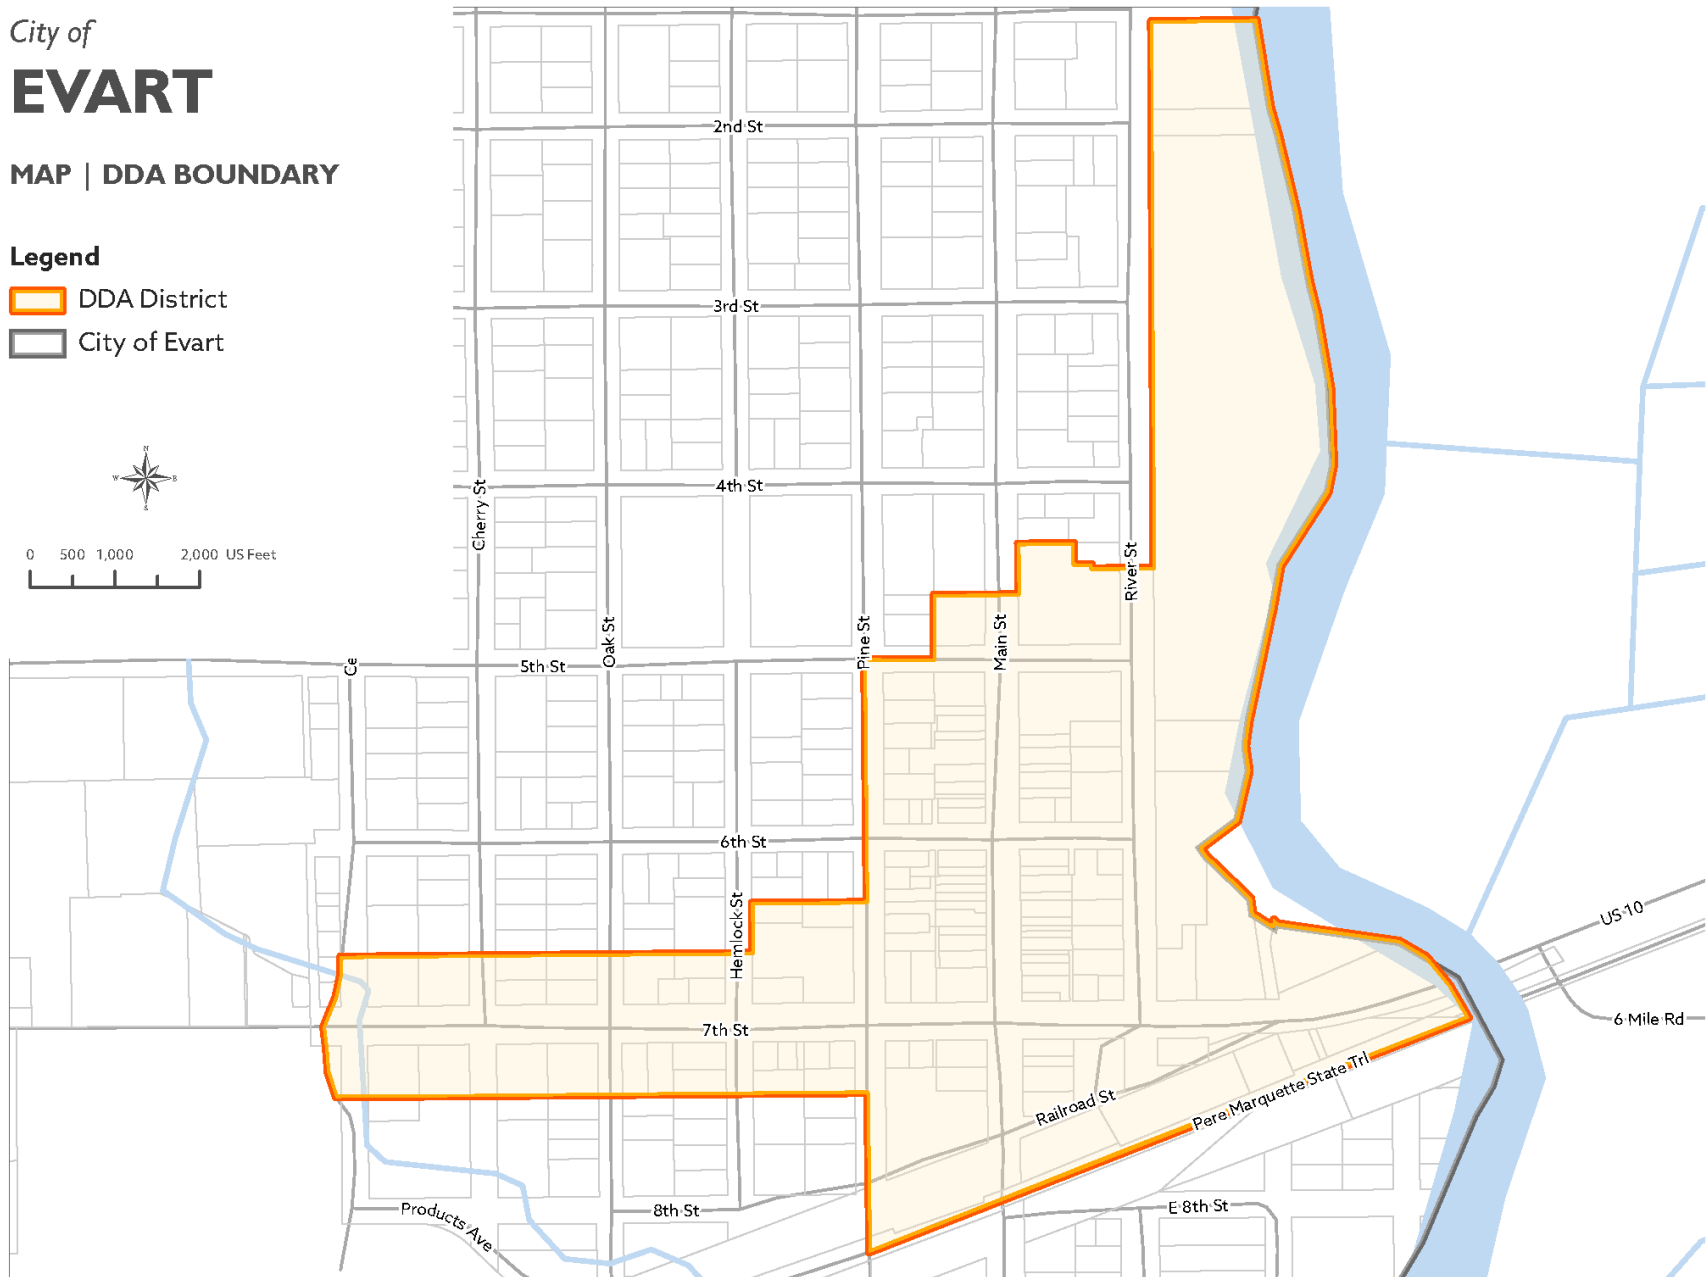 City of
EVART
MAP | DDA BOUNDARY
Legend
DDA District
City of Evart
N
W E
S
0 500 1,000 2,000 US Feet
2nd St
3rd St
4th St
Cherry St
Oak St
Pine St
Main St
River St
Ce
5th St
6th St
Hemlock St
7th St
US 10
6 Mile Rd
Railroad St
Pere Marquette State Trl
8th St
E 8th St
Products Ave